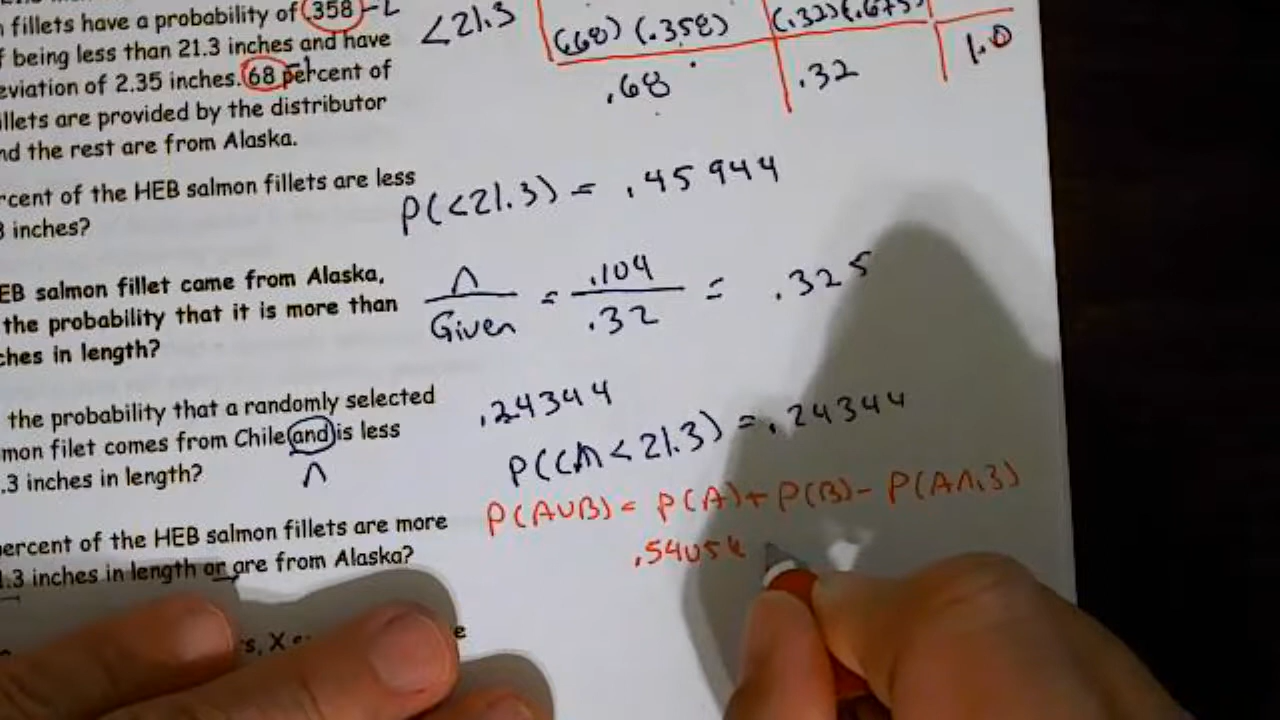 fillets have a probability of .358 -L
f being less than 21.3 inches and have
eviation of 2.35 inches. 68 percent of
illets are provided by the distributor
nd the rest are from Alaska.
<21.3 (.68)(.358) (.32)(.675)
.68 .32 1.0
rcent of the HEB salmon fillets are less
3 inches?
P(<21.3) = .45944
EB salmon fillet came from Alaska,
the probability that it is more than
ches in length?
∩ / Given = .104 / .32 = .325
the probability that a randomly selected
mon filet comes from Chile and is less
.3 inches in length?
∩
.24344
P(C∩<21.3) = .24344
ercent of the HEB salmon fillets are more
1.3 inches in length or are from Alaska?
P(AUB) = P(A)+ P(B)- P(A∩B)
.54056
s, X
e